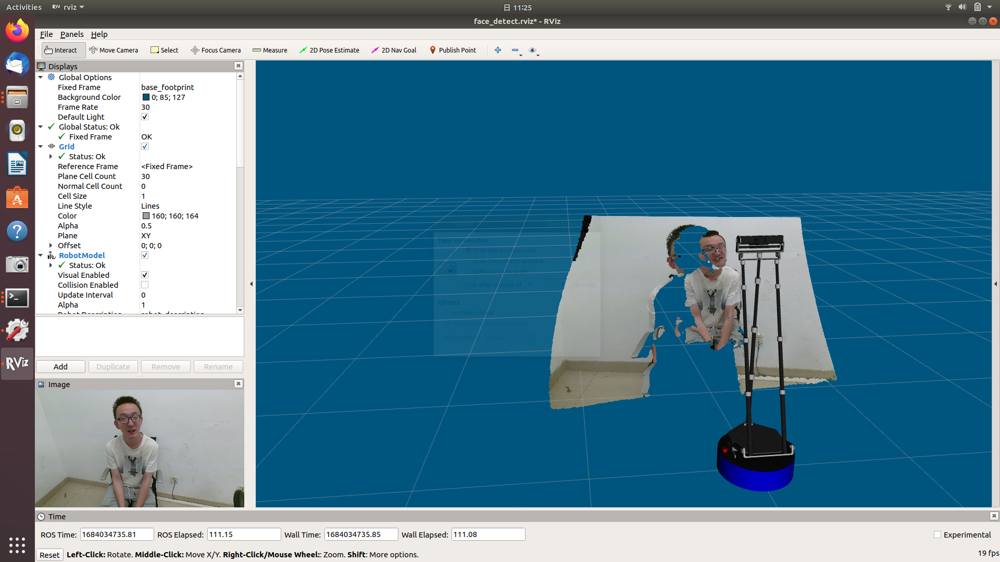 Activities RViz rviz 日 11:25
face_detect.rviz* - RViz
File Panels Help
Interact Move Camera Select Focus Camera Measure 2D Pose Estimate 2D Nav Goal Publish Point
Displays
Global Options
Fixed Frame base_footprint
Background Color 0; 85; 127
Frame Rate 30
Default Light
Global Status: Ok
Fixed Frame OK
Grid
Status: Ok
Reference Frame <Fixed Frame>
Plane Cell Count 30
Normal Cell Count 0
Cell Size 1
Line Style Lines
Color 160; 160; 164
Alpha 0.5
Plane XY
Offset 0; 0; 0
RobotModel
Status: Ok
Visual Enabled
Collision Enabled
Update Interval 0
Alpha 1
Robot Description robot_description
Add Duplicate Remove Rename
RViz
Image
Take Screenshot
Grab the whole screen
Grab the current window
Select area to grab
Grab after a delay of 0 seconds
Effects
Include pointer
Include the window border
Apply effect: None
Time
ROS Time: 1684034735.81 ROS Elapsed: 111.15 Wall Time: 1684034735.85 Wall Elapsed: 111.08 Experimental
Reset Left-Click: Rotate. Middle-Click: Move X/Y. Right-Click/Mouse Wheel:: Zoom. Shift: More options. 19 fps